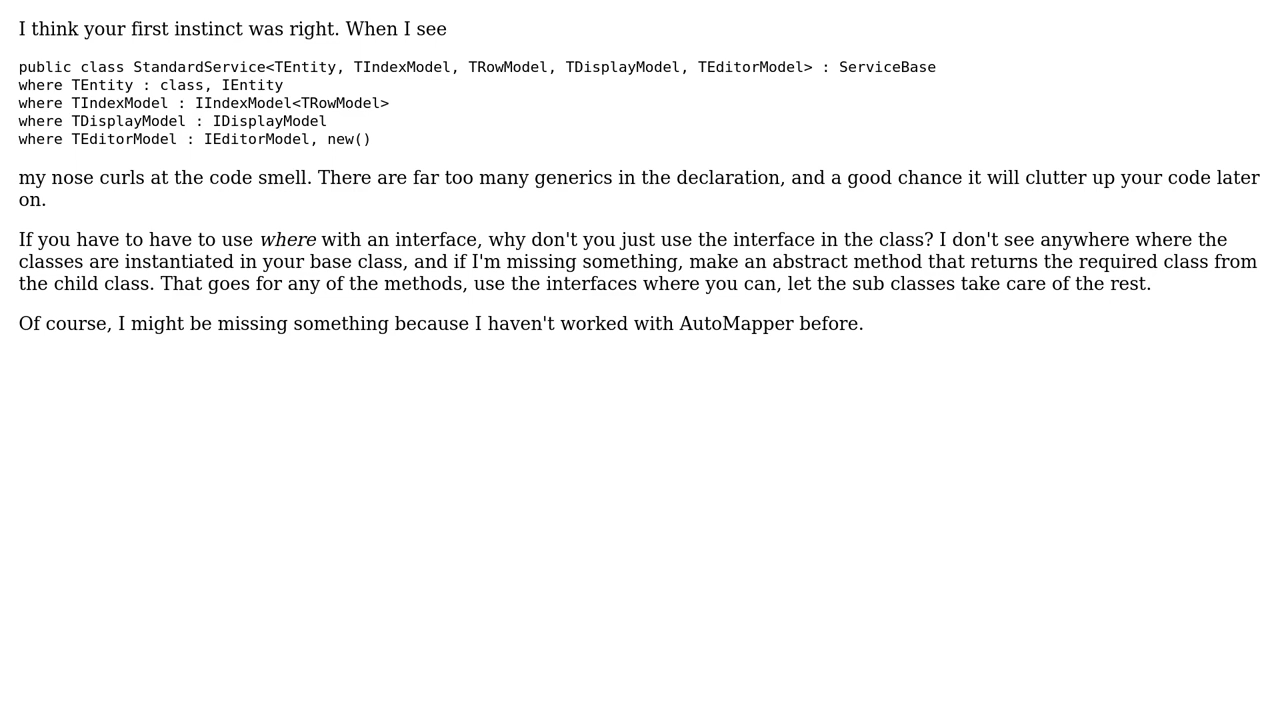 I think your first instinct was right. When I see
public class StandardService<TEntity, TIndexModel, TRowModel, TDisplayModel, TEditorModel> : ServiceBase
where TEntity : class, IEntity
where TIndexModel : IIndexModel<TRowModel>
where TDisplayModel : IDisplayModel
where TEditorModel : IEditorModel, new()
my nose curls at the code smell. There are far too many generics in the declaration, and a good chance it will clutter up your code later
on.
If you have to have to use where with an interface, why don't you just use the interface in the class? I don't see anywhere where the
classes are instantiated in your base class, and if I'm missing something, make an abstract method that returns the required class from
the child class. That goes for any of the methods, use the interfaces where you can, let the sub classes take care of the rest.
Of course, I might be missing something because I haven't worked with AutoMapper before.